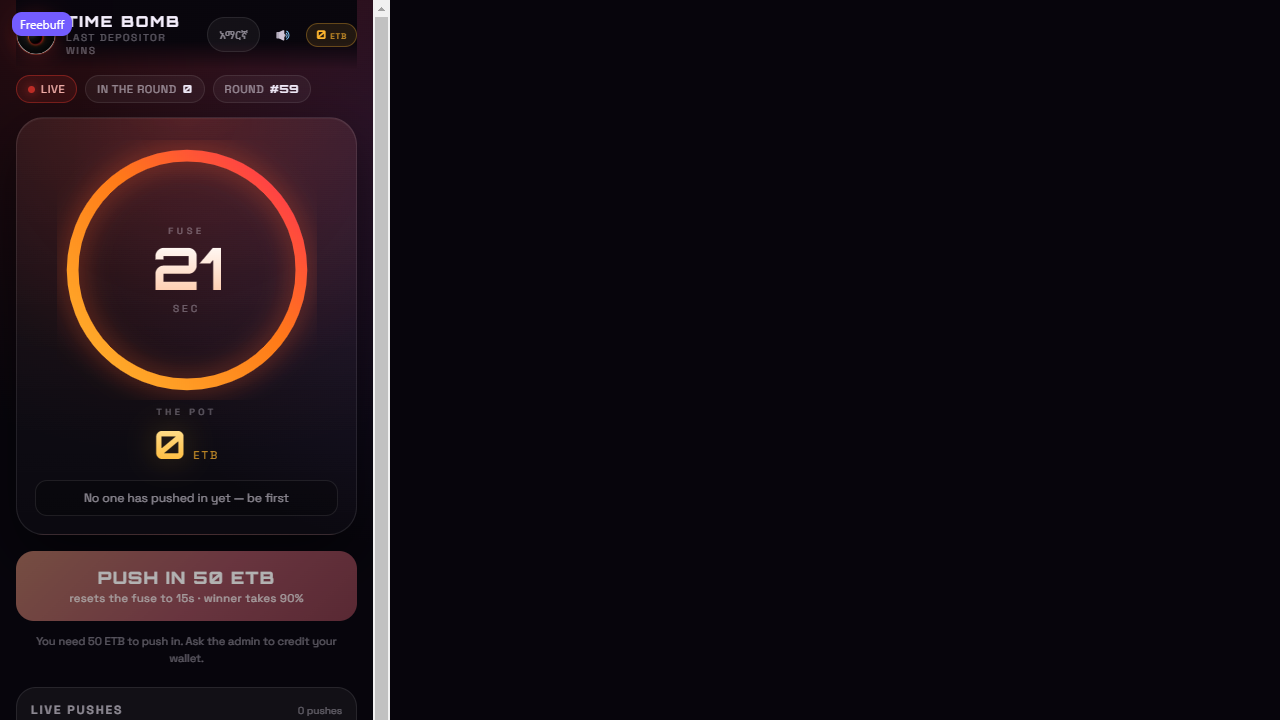 Freebuff
TIME BOMB
LAST DEPOSITOR
WINS
አማርኛ
0 ETB
LIVE
IN THE ROUND 0
ROUND #59
FUSE
21
SEC
THE POT
0 ETB
No one has pushed in yet — be first
PUSH IN 50 ETB
resets the fuse to 15s · winner takes 90%
You need 50 ETB to push in. Ask the admin to credit your
wallet.
LIVE PUSHES
0 pushes